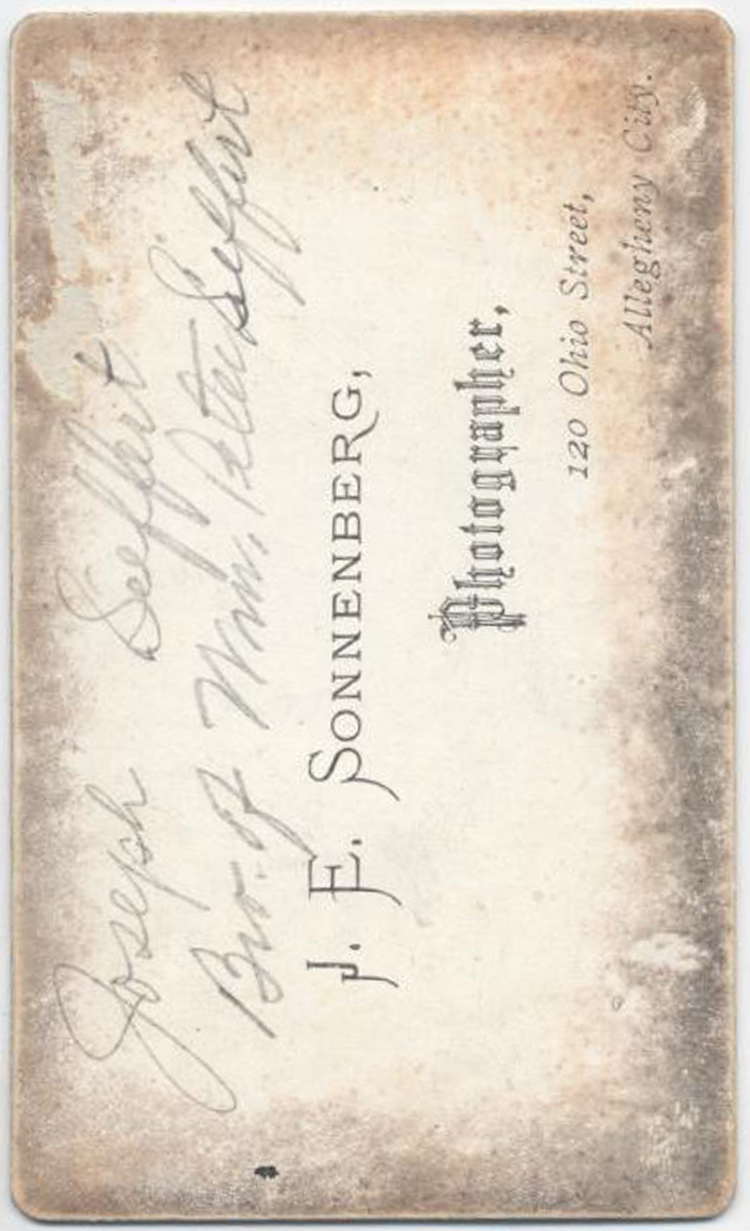 Joseph Seiffert
Bro. of Wm. Peter Seiffert
J. E. SONNENBERG,
Photographer,
120 Ohio Street,
Allegheny City.